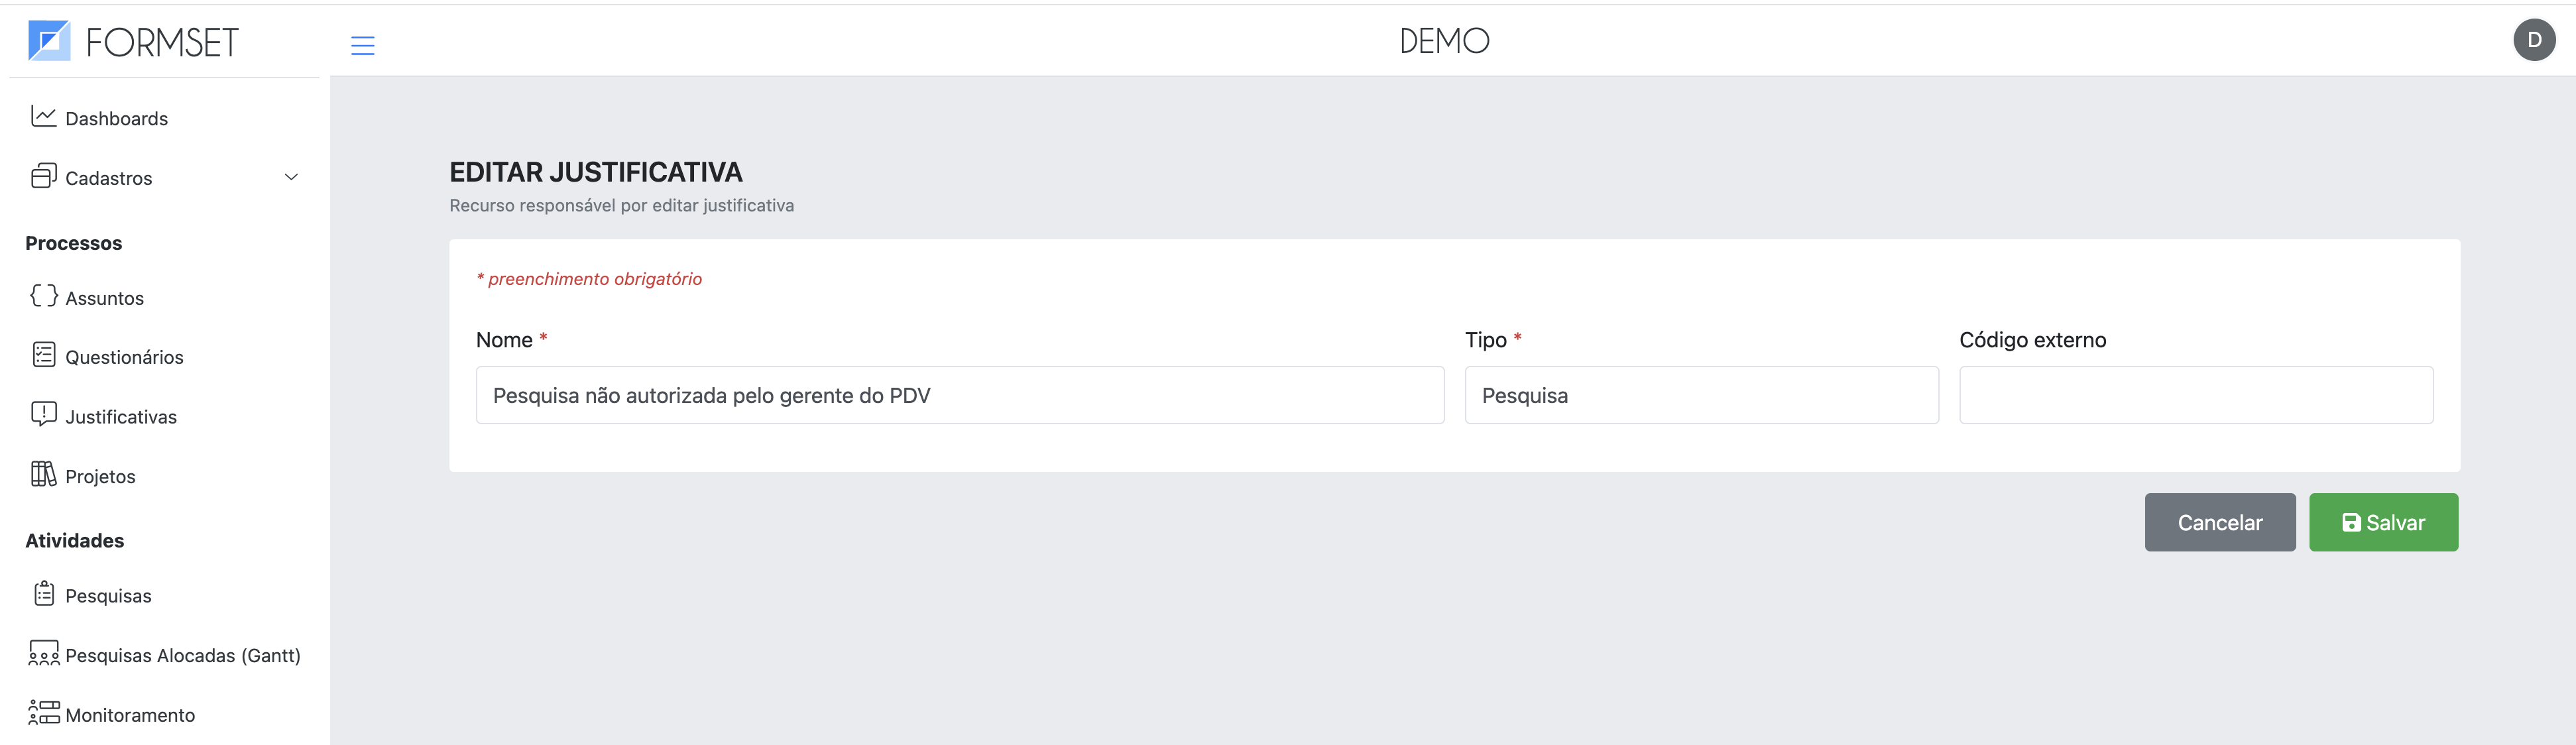 FORMSET
DEMO
D
Dashboards
Cadastros
Processos
Assuntos
Questionários
Justificativas
Projetos
Atividades
Pesquisas
Pesquisas Alocadas (Gantt)
Monitoramento
EDITAR JUSTIFICATIVA
Recurso responsável por editar justificativa
* preenchimento obrigatório
Nome *
Pesquisa não autorizada pelo gerente do PDV
Tipo *
Pesquisa
Código externo
Cancelar
Salvar